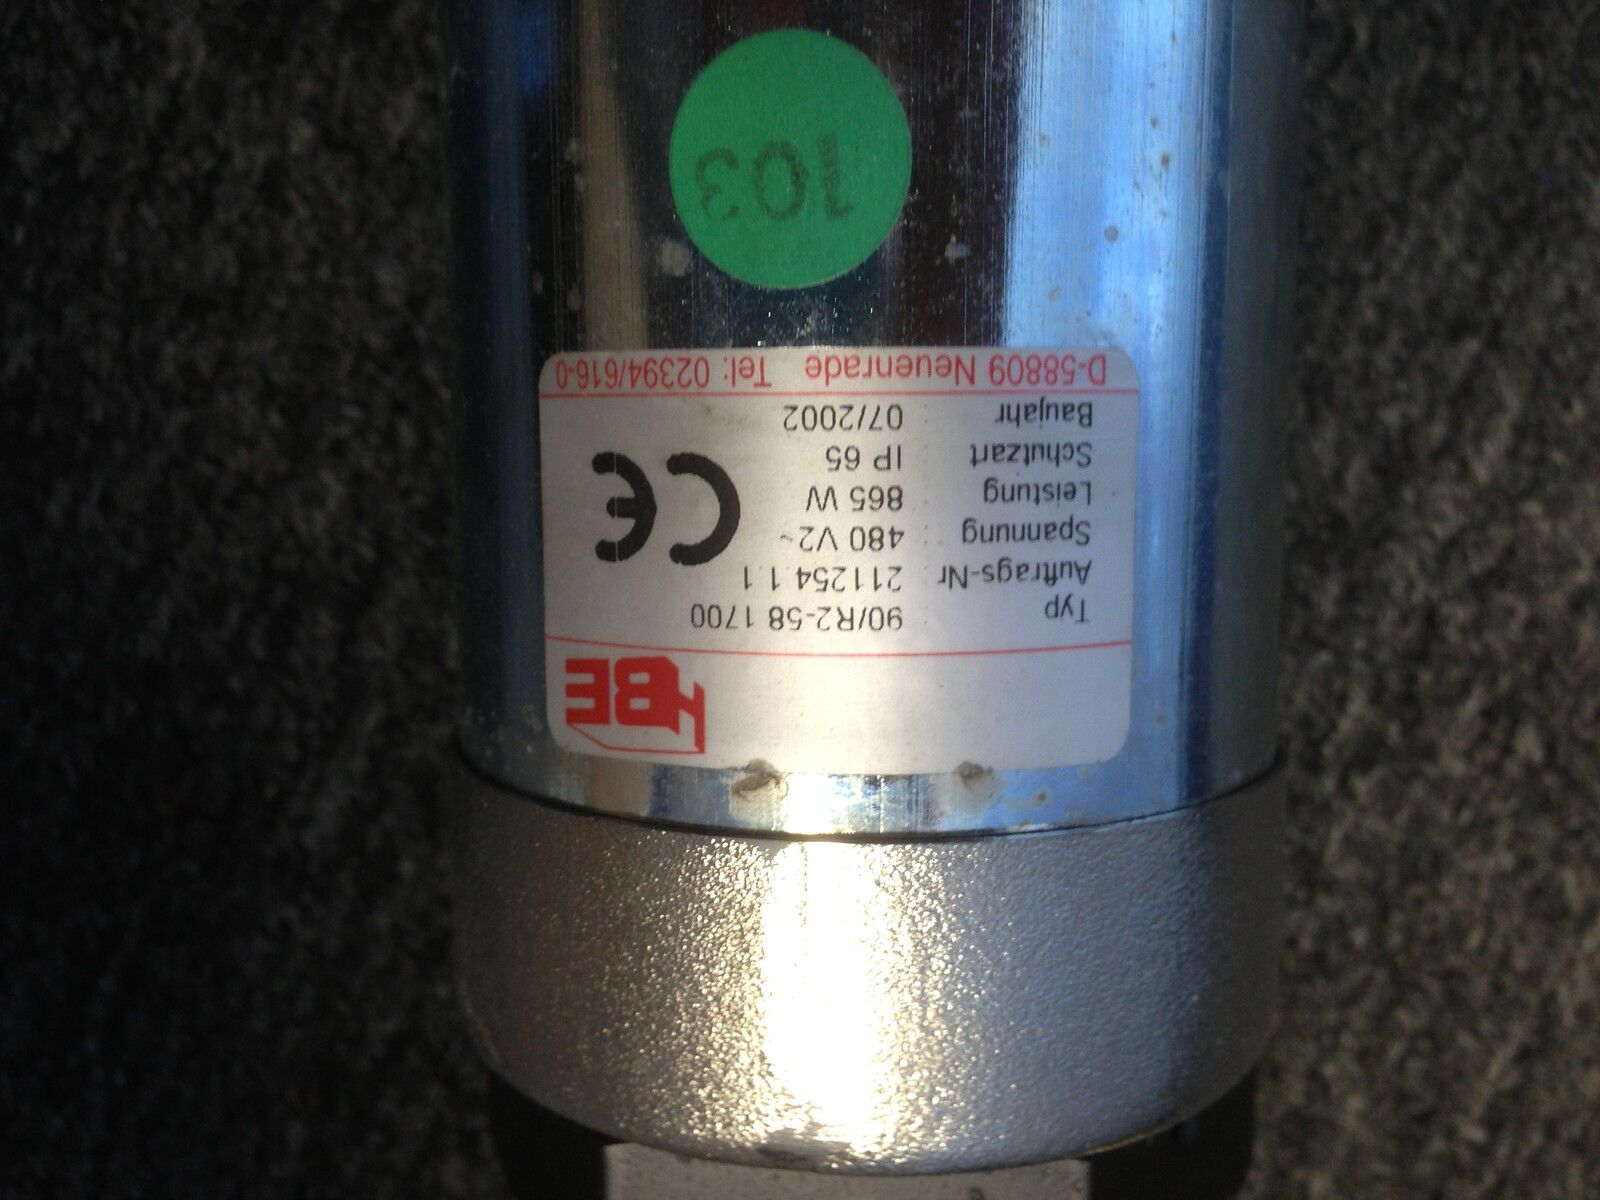 HBE
Typ : 90/R2-58 1700
Auftrags-Nr : 211254.1.1
Spannung : 480 V2~
Leistung : 865 W
Schutzart : IP 65
Baujahr : 07/2002
CE
D-58809 Neuenrade Tel: 02394/616-0
103